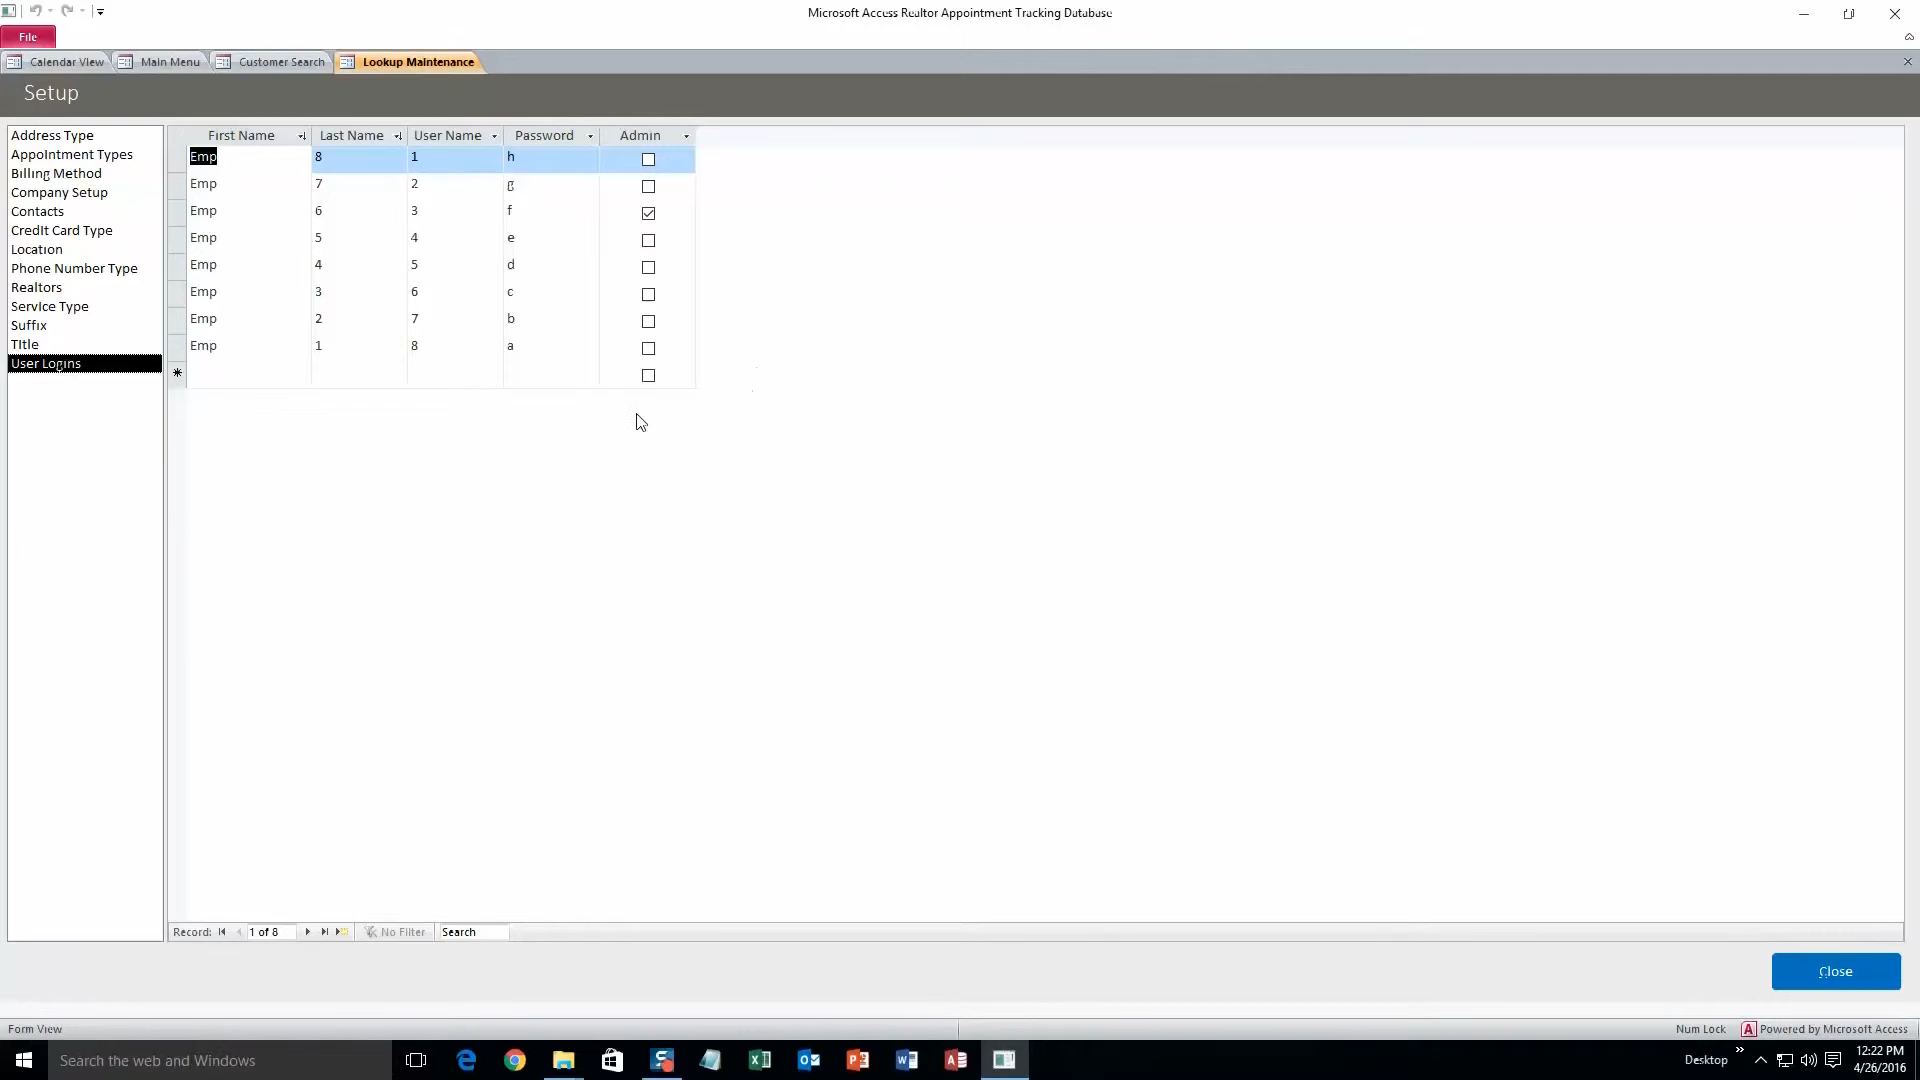 Microsoft Access Realtor Appointment Tracking Database
File
Calendar View Main Menu Customer Search Lookup Maintenance
Setup
Address Type
Appointment Types
Billing Method
Company Setup
Contacts
Credit Card Type
Location
Phone Number Type
Realtors
Service Type
Suffix
Title
User Logins
First Name Last Name User Name Password Admin
Emp 8 1 h
Emp 7 2 g
Emp 6 3 f
Emp 5 4 e
Emp 4 5 d
Emp 3 6 c
Emp 2 7 b
Emp 1 8 a
Record: 1 of 8 No Filter Search
Close
Form View Num Lock Powered by Microsoft Access
Search the web and Windows
Desktop
12:22 PM
4/26/2016